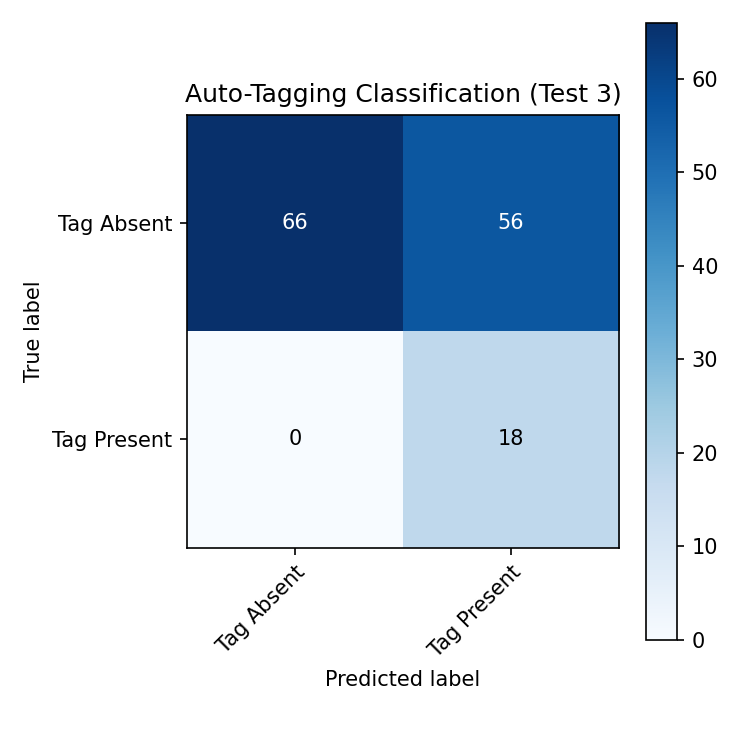 Auto-Tagging Classification (Test 3)
True label
Tag Absent
66
56
Tag Present
0
18
Tag Absent
Tag Present
Predicted label
60
50
40
30
20
10
0